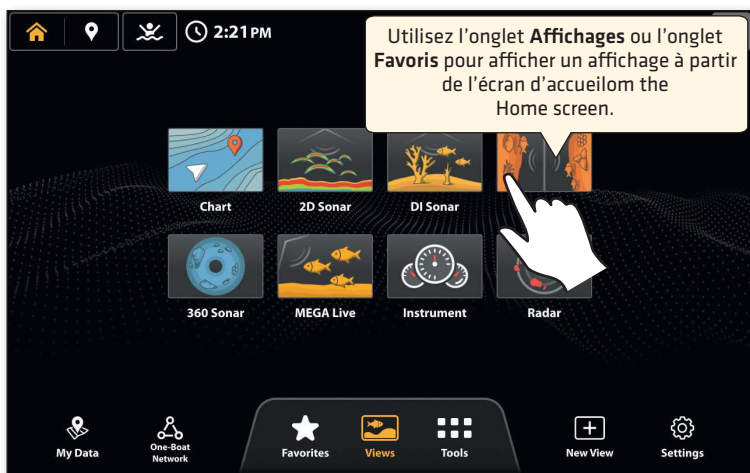 2:21 PM
Utilisez l'onglet Affichages ou l'onglet
Favoris pour afficher un affichage à partir
de l'écran d'accueilom the
Home screen.
Chart
2D Sonar
DI Sonar
360 Sonar
MEGA Live
Instrument
Radar
My Data
One-Boat
Network
Favorites
Views
Tools
New View
Settings